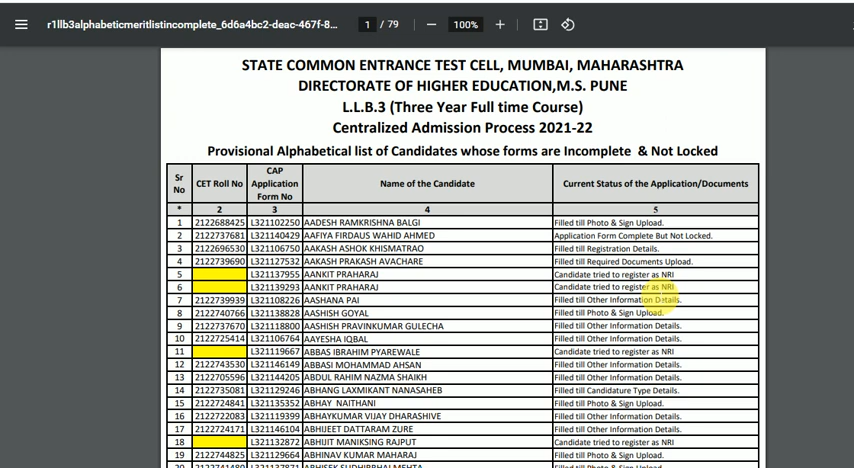 r1llb3alphabeticmeritlistincomplete_6d6a4bc2-deac-467f-8... 1 / 79 — 100% +
STATE COMMON ENTRANCE TEST CELL, MUMBAI, MAHARASHTRA
DIRECTORATE OF HIGHER EDUCATION,M.S. PUNE
L.L.B.3 (Three Year Full time Course)
Centralized Admission Process 2021-22
Provisional Alphabetical list of Candidates whose forms are Incomplete & Not Locked
Sr No CET Roll No CAP Application Form No Name of the Candidate Current Status of the Application/Documents
* 2 3 4 5
1 2122688425 L321102250 AADESH RAMKRISHNA BALGI Filled till Photo & Sign Upload.
2 2122737681 L321140429 AAFIYA FIRDAUS WAHID AHMED Application Form Complete But Not Locked.
3 2122696530 L321106750 AAKASH ASHOK KHISMATRAO Filled till Registration Details.
4 2122739690 L321127532 AAKASH PRAKASH AVACHARE Filled till Required Documents Upload.
5 L321137955 AANKIT PRAHARAJ Candidate tried to register as NRI
6 L321139293 AANKIT PRAHARAJ Candidate tried to register as NRI
7 2122739939 L321108226 AASHANA PAI Filled till Other Information Details.
8 2122740766 L321138828 AASHISH GOYAL Filled till Photo & Sign Upload.
9 2122737670 L321118800 AASHISH PRAVINKUMAR GULECHA Filled till Other Information Details.
10 2122725414 L321106764 AAYESHA IQBAL Filled till Other Information Details.
11 L321119667 ABBAS IBRAHIM PYAREWALE Candidate tried to register as NRI
12 2122743530 L321146149 ABBASI MOHAMMAD AHSAN Filled till Other Information Details.
13 2122705596 L321144205 ABDUL RAHIM NAZMA SHAIKH Filled till Other Information Details.
14 2122735081 L321129246 ABHANG LAXMIKANT NANASAHEB Filled till Candidature Type Details.
15 2122724841 L321135352 ABHAY NAITHANI Filled till Photo & Sign Upload.
16 2122722083 L321119399 ABHAYKUMAR VIJAY DHARASHIVE Filled till Other Information Details.
17 2122724171 L321146104 ABHIJEET DATTARAM ZURE Filled till Other Information Details.
18 L321132872 ABHIJIT MANIKSING RAJPUT Candidate tried to register as NRI
19 2122744825 L321129664 ABHINAV KUMAR MAHARAJ Filled till Photo & Sign Upload.